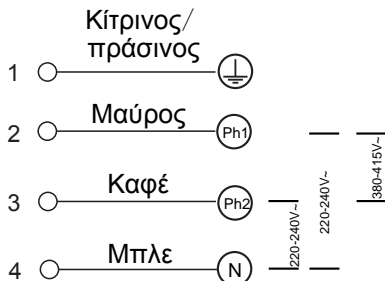 Κίτρινος/
πράσινος
1
Μαύρος
2 Ph1
Καφέ
3 Ph2
Μπλε
4 N
220-240V~
220-240V~
380-415V~